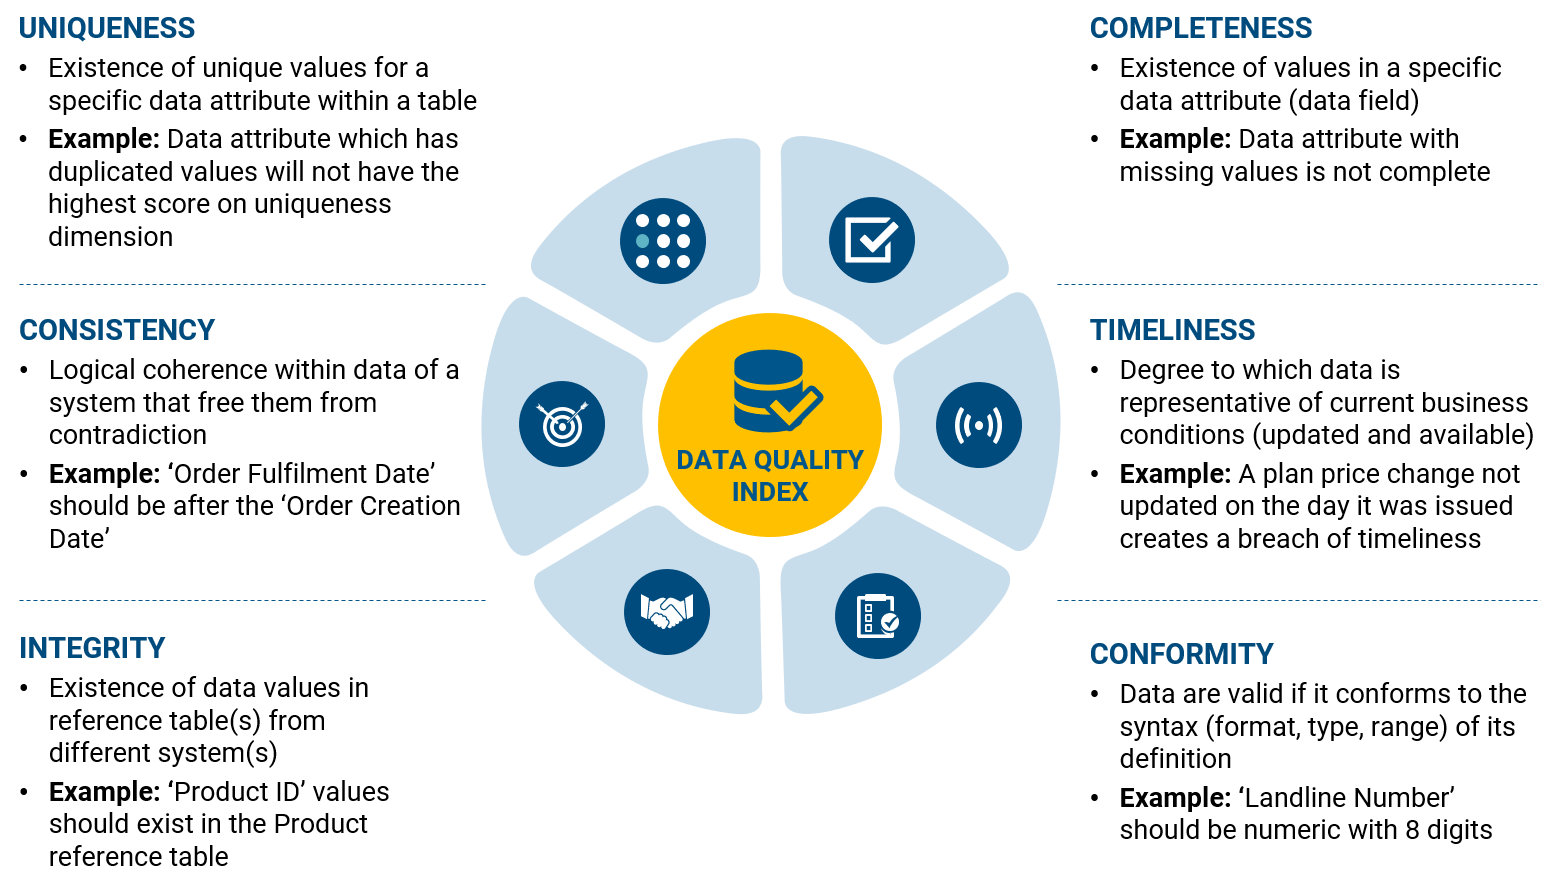 UNIQUENESS
• Existence of unique values for a
specific data attribute within a table
• Example: Data attribute which has
duplicated values will not have the
highest score on uniqueness
dimension
CONSISTENCY
• Logical coherence within data of a
system that free them from
contradiction
• Example: ‘Order Fulfilment Date’
should be after the ‘Order Creation
Date’
INTEGRITY
• Existence of data values in
reference table(s) from
different system(s)
• Example: ‘Product ID’ values
should exist in the Product
reference table
DATA QUALITY
INDEX
COMPLETENESS
• Existence of values in a specific
data attribute (data field)
• Example: Data attribute with
missing values is not complete
TIMELINESS
• Degree to which data is
representative of current business
conditions (updated and available)
• Example: A plan price change not
updated on the day it was issued
creates a breach of timeliness
CONFORMITY
• Data are valid if it conforms to the
syntax (format, type, range) of its
definition
• Example: ‘Landline Number’
should be numeric with 8 digits